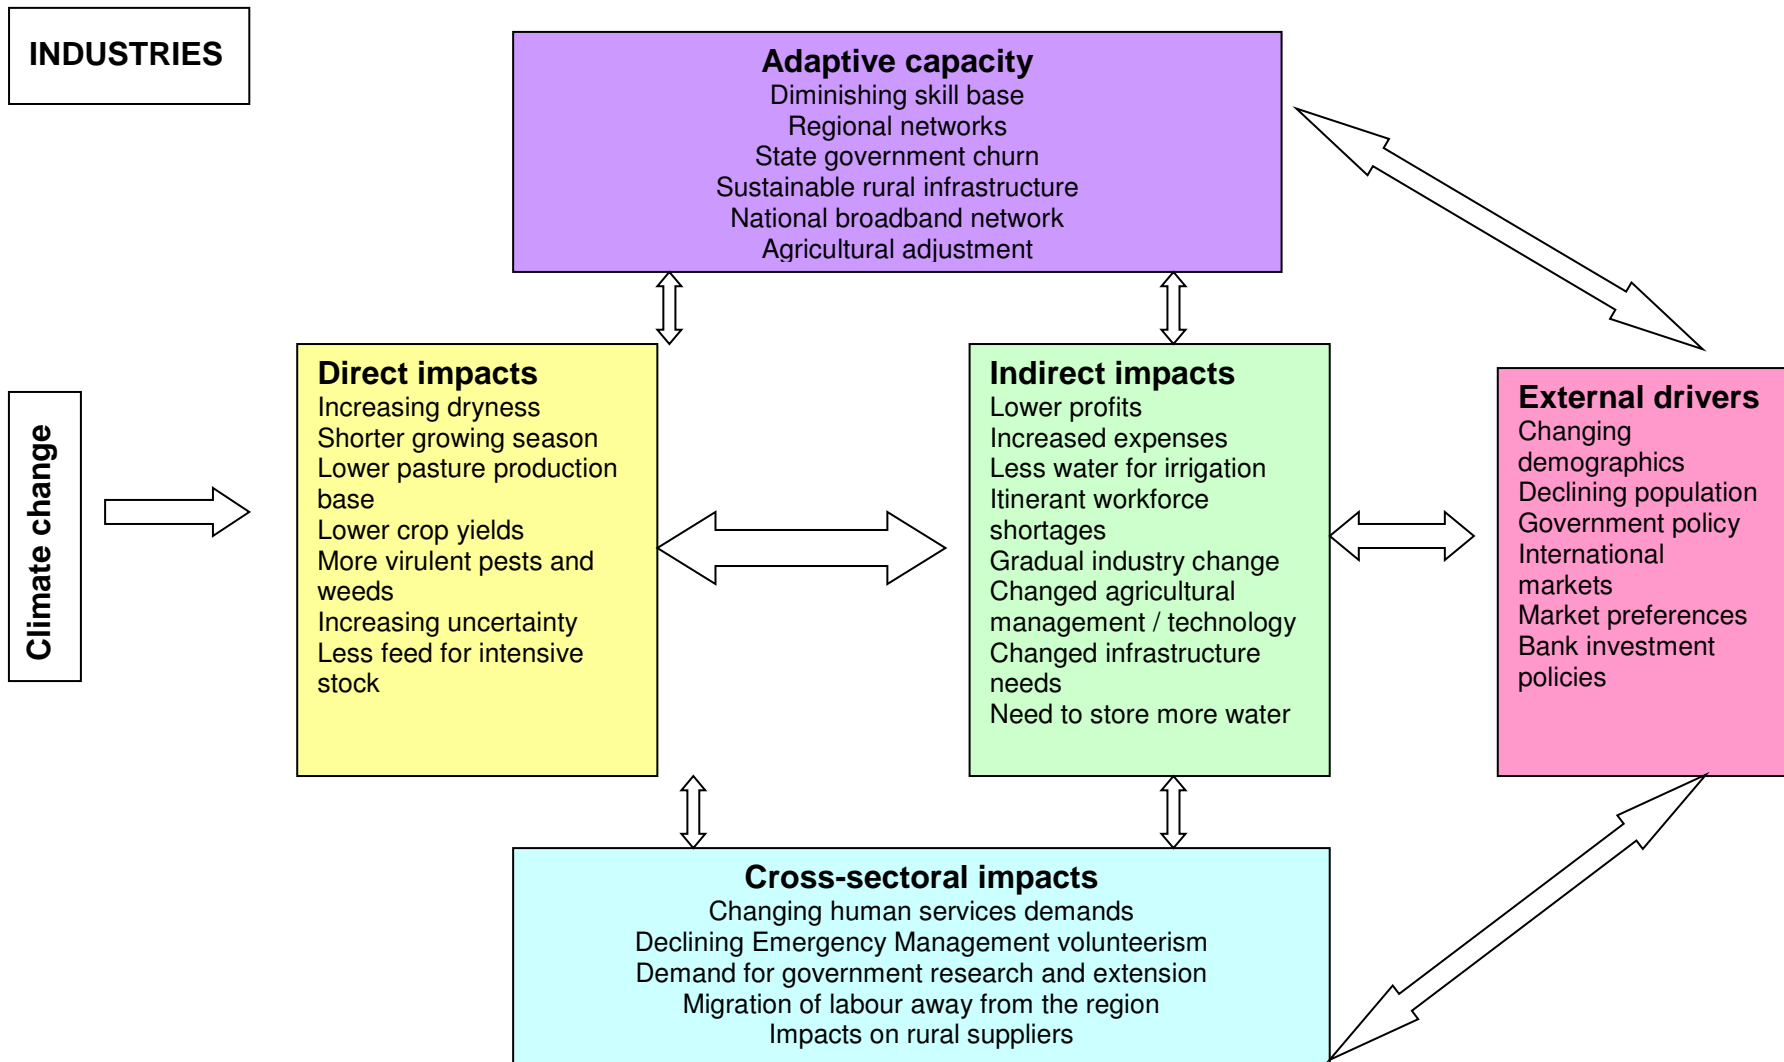 INDUSTRIES
Adaptive capacity
Diminishing skill base
Regional networks
State government churn
Sustainable rural infrastructure
National broadband network
Agricultural adjustment
Climate change
Direct impacts
Increasing dryness
Shorter growing season
Lower pasture production
base
Lower crop yields
More virulent pests and
weeds
Increasing uncertainty
Less feed for intensive
stock
Indirect impacts
Lower profits
Increased expenses
Less water for irrigation
Itinerant workforce
shortages
Gradual industry change
Changed agricultural
management / technology
Changed infrastructure
needs
Need to store more water
External drivers
Changing
demographics
Declining population
Government policy
International
markets
Market preferences
Bank investment
policies
Cross-sectoral impacts
Changing human services demands
Declining Emergency Management volunteerism
Demand for government research and extension
Migration of labour away from the region
Impacts on rural suppliers